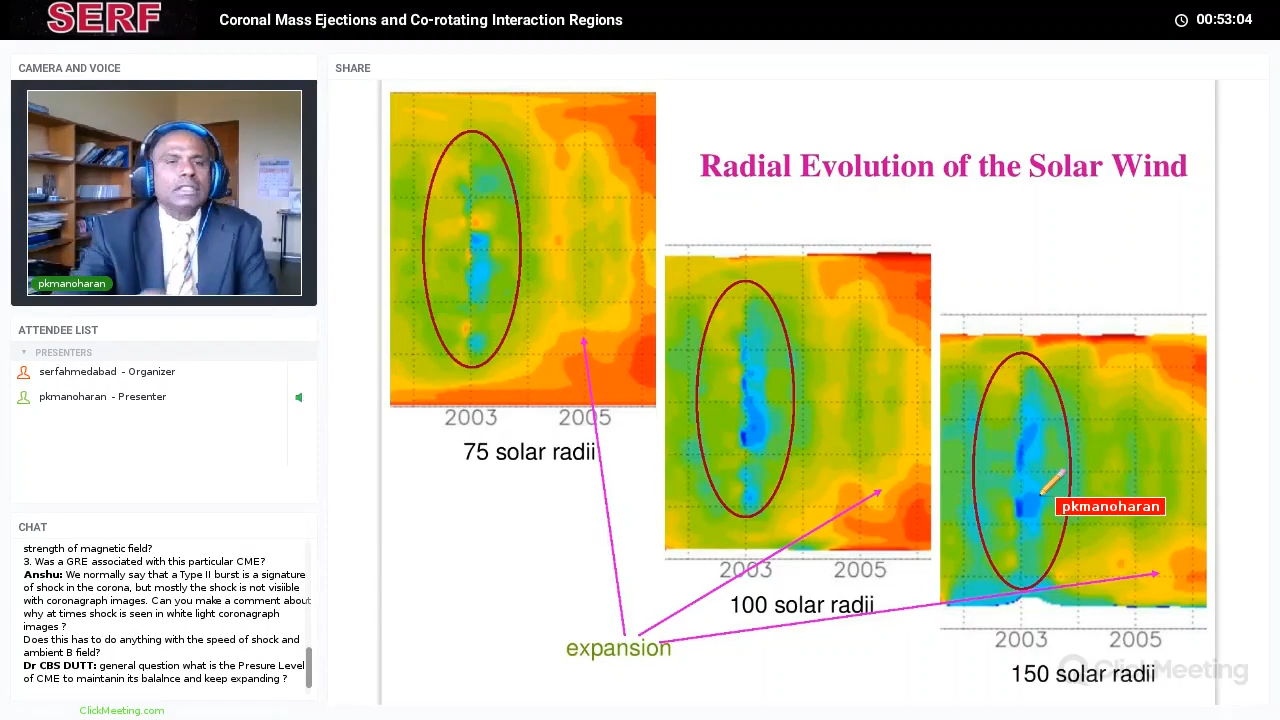 SERF
Coronal Mass Ejections and Co-rotating Interaction Regions
00:53:04
CAMERA AND VOICE
pkmanoharan
ATTENDEE LIST
PRESENTERS
serfahmedabad - Organizer
pkmanoharan - Presenter
CHAT
strength of magnetic field?
3. Was a GRE associated with this particular CME?
Anshu: We normally say that a Type II burst is a signature
of shock in the corona, but mostly the shock is not visiible
with coronagraph images. Can you make a comment about
why at times shock is seen in white light coronagraph
images ?
Does this has to do anything with the speed of shock and
ambient B field?
Dr CBS DUTT: general question what is the Presure Level
of CME to maintanin its balalnce and keep expanding ?
ClickMeeting.com
SHARE
Radial Evolution of the Solar Wind
2003 2005
75 solar radii
2003 2005
100 solar radii
pkmanoharan
2003 2005
150 solar radii
expansion
ClickMeeting